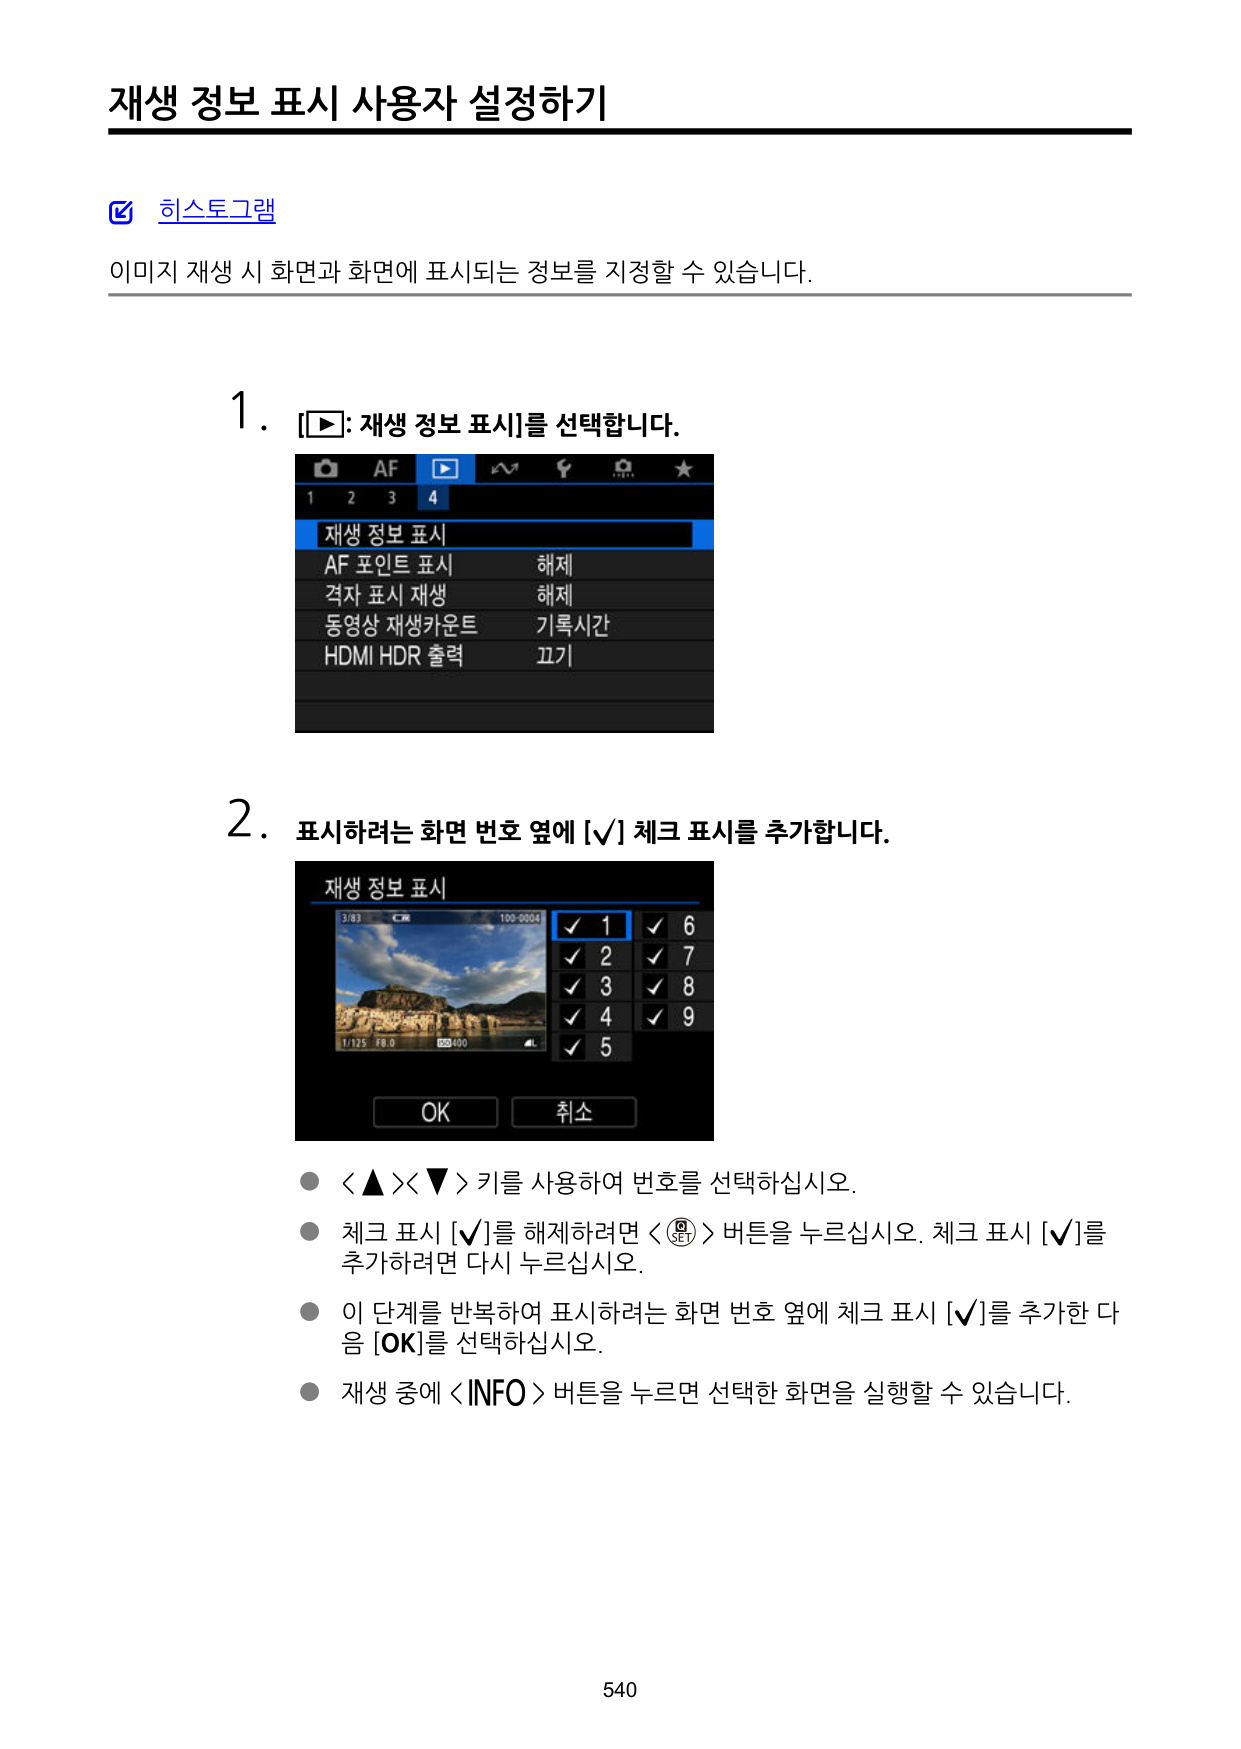 재생 정보 표시 사용자 설정하기
히스토그램
이미지 재생 시 화면과 화면에 표시되는 정보를 지정할 수 있습니다.
1. [▶: 재생 정보 표시]를 선택합니다.
AF
1 2 3 4
재생 정보 표시
AF 포인트 표시 해제
격자 표시 재생 해제
동영상 재생카운트 기록시간
HDMI HDR 출력 끄기
2. 표시하려는 화면 번호 옆에 [✓] 체크 표시를 추가합니다.
재생 정보 표시
3/83 100-0004
✓ 1 ✓ 6
✓ 2 ✓ 7
✓ 3 ✓ 8
✓ 4 ✓ 9
1/125 F8.0 ISO 400 L
✓ 5
OK 취소
● <▲><▼> 키를 사용하여 번호를 선택하십시오.
● 체크 표시 [✓]를 해제하려면 <Q SET> 버튼을 누르십시오. 체크 표시 [✓]를
추가하려면 다시 누르십시오.
● 이 단계를 반복하여 표시하려는 화면 번호 옆에 체크 표시 [✓]를 추가한 다
음 [OK]를 선택하십시오.
● 재생 중에 <INFO> 버튼을 누르면 선택한 화면을 실행할 수 있습니다.
540